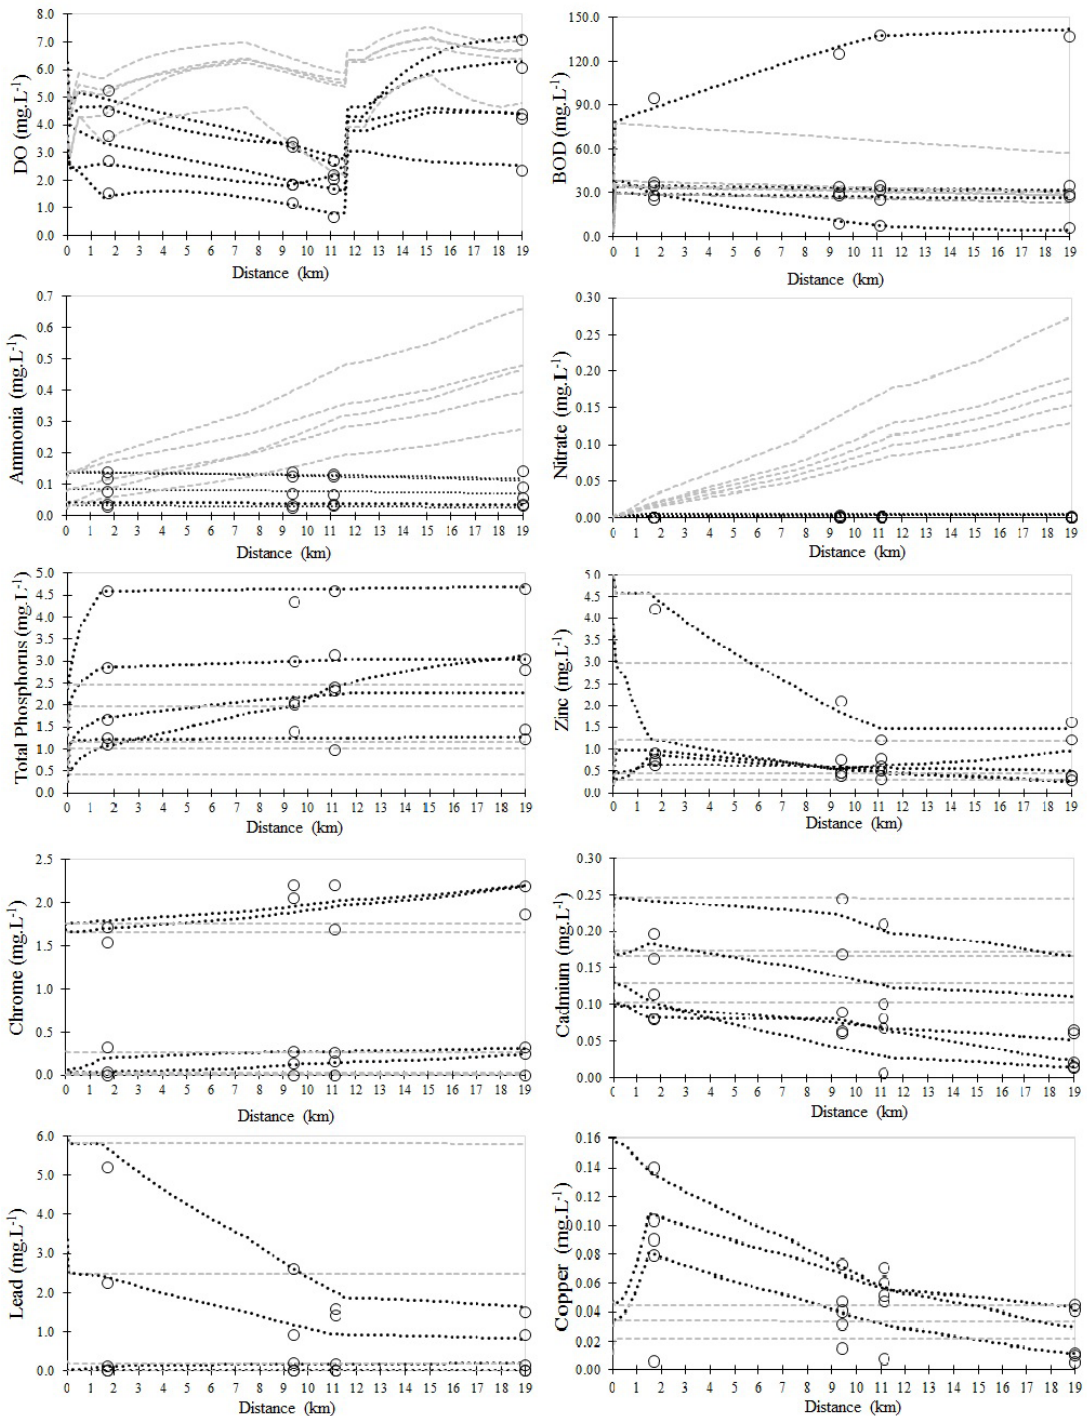 DO (mg.L-1)
8.0
7.0
6.0
5.0
4.0
3.0
2.0
1.0
0.0
0 1 2 3 4 5 6 7 8 9 10 11 12 13 14 15 16 17 18 19
Distance (km)
BOD (mg.L-1)
150.0
120.0
90.0
60.0
30.0
0.0
0 1 2 3 4 5 6 7 8 9 10 11 12 13 14 15 16 17 18 19
Distance (km)
Ammonia (mg.L-1)
0.7
0.6
0.5
0.4
0.3
0.2
0.1
0.0
0 1 2 3 4 5 6 7 8 9 10 11 12 13 14 15 16 17 18 19
Distance (km)
Nitrate (mg.L-1)
0.30
0.25
0.20
0.15
0.10
0.05
0.00
0 1 2 3 4 5 6 7 8 9 10 11 12 13 14 15 16 17 18 19
Distance (km)
Total Phosphorus (mg.L-1)
5.0
4.5
4.0
3.5
3.0
2.5
2.0
1.5
1.0
0.5
0.0
0 1 2 3 4 5 6 7 8 9 10 11 12 13 14 15 16 17 18 19
Distance (km)
Zinc (mg.L-1)
5.0
4.5
4.0
3.5
3.0
2.5
2.0
1.5
1.0
0.5
0.0
0 1 2 3 4 5 6 7 8 9 10 11 12 13 14 15 16 17 18 19
Distance (km)
Chrome (mg.L-1)
2.5
2.0
1.5
1.0
0.5
0.0
0 1 2 3 4 5 6 7 8 9 10 11 12 13 14 15 16 17 18 19
Distance (km)
Cadmium (mg.L-1)
0.30
0.25
0.20
0.15
0.10
0.05
0.00
0 1 2 3 4 5 6 7 8 9 10 11 12 13 14 15 16 17 18 19
Distance (km)
Lead (mg.L-1)
6.0
5.0
4.0
3.0
2.0
1.0
0.0
0 1 2 3 4 5 6 7 8 9 10 11 12 13 14 15 16 17 18 19
Distance (km)
Copper (mg.L-1)
0.16
0.14
0.12
0.10
0.08
0.06
0.04
0.02
0.00
0 1 2 3 4 5 6 7 8 9 10 11 12 13 14 15 16 17 18 19
Distance (km)